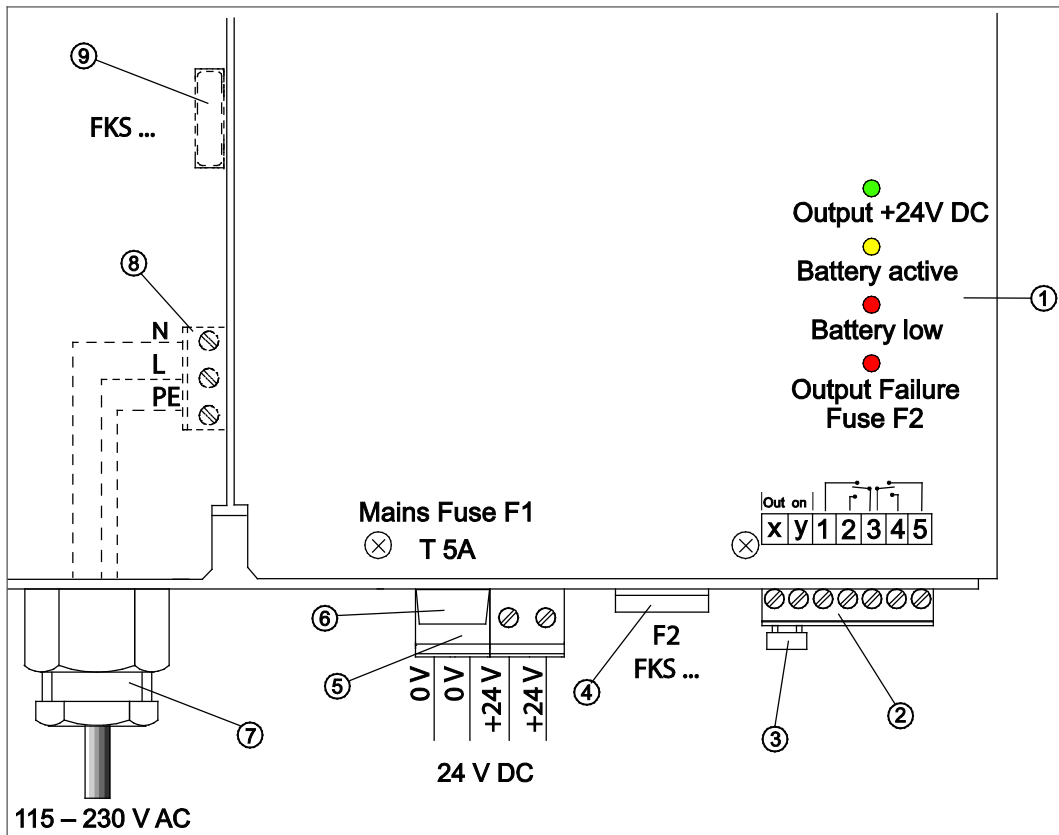 9
FKS ...
Output +24V DC
8
Battery active
1
N
Battery low
L
PE
Output Failure
Fuse F2
Mains Fuse F1
T 5A
Out on
x y 1 2 3 4 5
6
F2
FKS ...
5
0 V
0 V
+24 V
+24 V
4
2
7
3
24 V DC
115 – 230 V AC